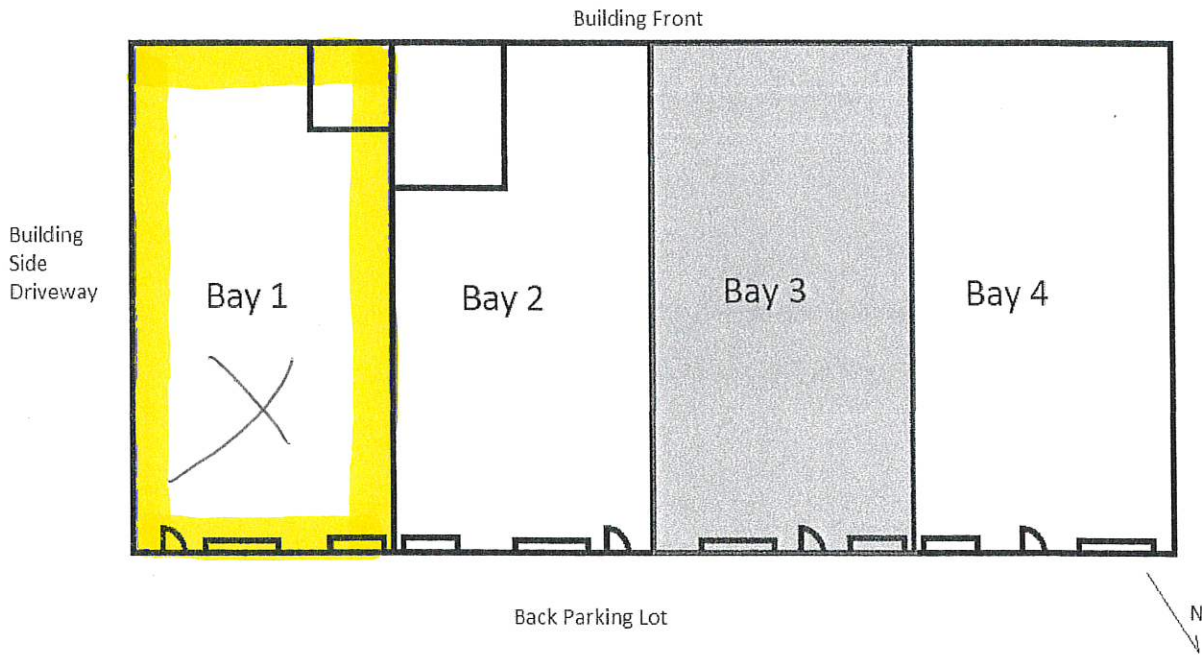 Building Front
Building
Side
Driveway
Bay 1
Bay 2
Bay 3
Bay 4
Back Parking Lot
N